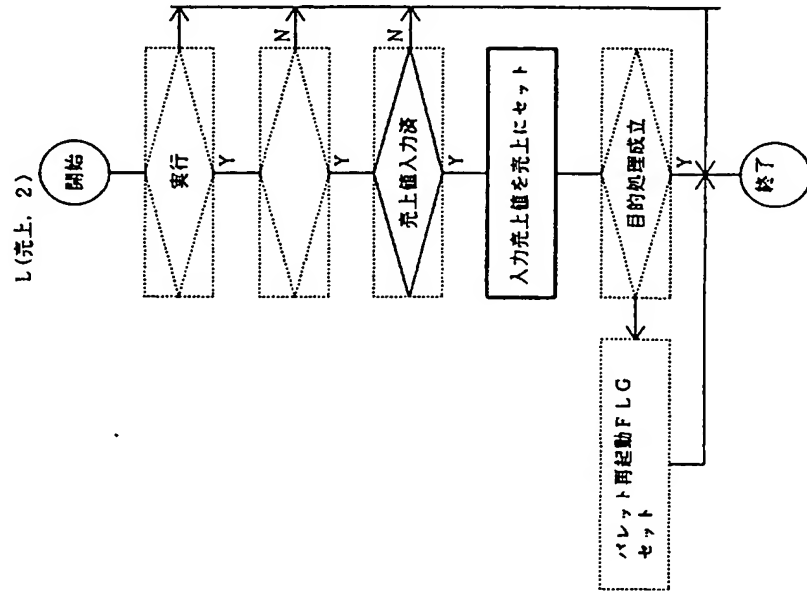 L(売上, 2)
開始
実行
Y
N
Y
売上値入力済
N
Y
入力売上値を売上にセット
目的処理成立
Y
パレット再起動FLG
セット
終了